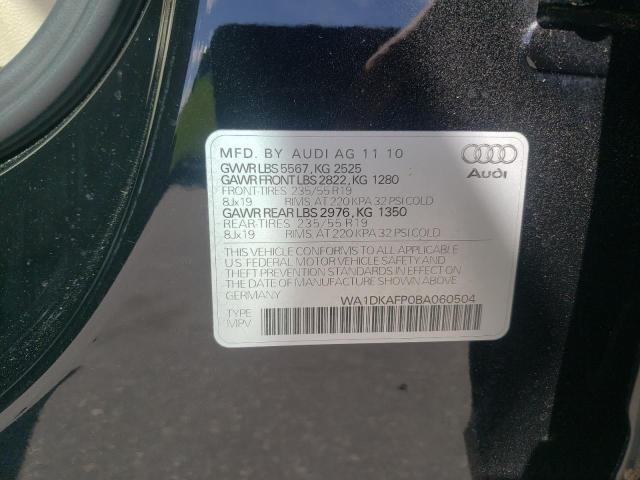 MFD. BY AUDI AG 11 10
GVWR LBS 5567, KG 2525
GAWR FRONT LBS 2822, KG 1280
FRONT-TIRES 235/55 R19
8Jx19 RIMS, AT 220 KPA 32 PSI COLD
GAWR REAR LBS 2976, KG 1350
REAR-TIRES 235/55 R19
8Jx19 RIMS, AT 220 KPA 32 PSI COLD
Audi
THIS VEHICLE CONFORMS TO ALL APPLICABLE
U.S. FEDERAL MOTOR VEHICLE SAFETY AND
THEFT PREVENTION STANDARDS IN EFFECT ON
THE DATE OF MANUFACTURE SHOWN ABOVE.
GERMANY WA1DKAFP0BA060504
TYPE
MPV